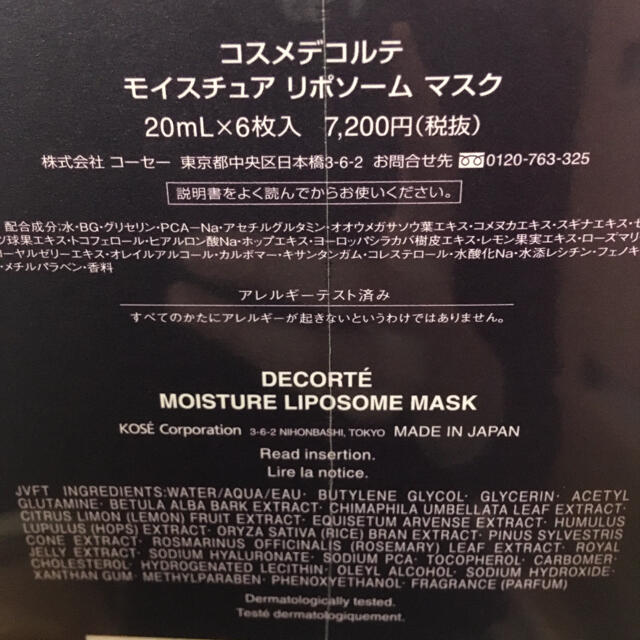 コスメデコルテ
モイスチュア リポソーム マスク
20mL×6枚入 7,200円(税抜)
株式会社 コーセー 東京都中央区日本橋3-6-2 お問合せ先 0120-763-325
説明書をよく読んでからお使いください。
配合成分:水・BG・グリセリン・PCA-Na・アセチルグルタミン・オオウメガサソウ葉エキス・コメヌカエキス・スギナエキス・セ
ツ球果エキス・トコフェロール・ヒアルロン酸Na・ホップエキス・ヨーロッパシラカバ樹皮エキス・レモン果実エキス・ローズマリ
ーヤルゼリーエキス・オレイルアルコール・カルボマー・キサンタンガム・コレステロール・水酸化Na・水添レシチン・フェノキ
・メチルパラベン・香料
アレルギーテスト済み
すべてのかたにアレルギーが起きないというわけではありません。
DECORTÉ
MOISTURE LIPOSOME MASK
KOSÉ Corporation 3-6-2 NIHONBASHI, TOKYO MADE IN JAPAN
Read insertion.
Lire la notice.
JVFT INGREDIENTS:WATER/AQUA/EAU· BUTYLENE GLYCOL· GLYCERIN· ACETYL
GLUTAMINE· BETULA ALBA BARK EXTRACT· CHIMAPHILA UMBELLATA LEAF EXTRACT·
CITRUS LIMON (LEMON) FRUIT EXTRACT· EQUISETUM ARVENSE EXTRACT· HUMULUS
LUPULUS (HOPS) EXTRACT· ORYZA SATIVA (RICE) BRAN EXTRACT· PINUS SYLVESTRIS
CONE EXTRACT· ROSMARINUS OFFICINALIS (ROSEMARY) LEAF EXTRACT· ROYAL
JELLY EXTRACT· SODIUM HYALURONATE· SODIUM PCA· TOCOPHEROL· CARBOMER·
CHOLESTEROL· HYDROGENATED LECITHIN· OLEYL ALCOHOL· SODIUM HYDROXIDE·
XANTHAN GUM· METHYLPARABEN· PHENOXYETHANOL· FRAGRANCE (PARFUM)
Dermatologically tested.
Testé dermatologiquement.